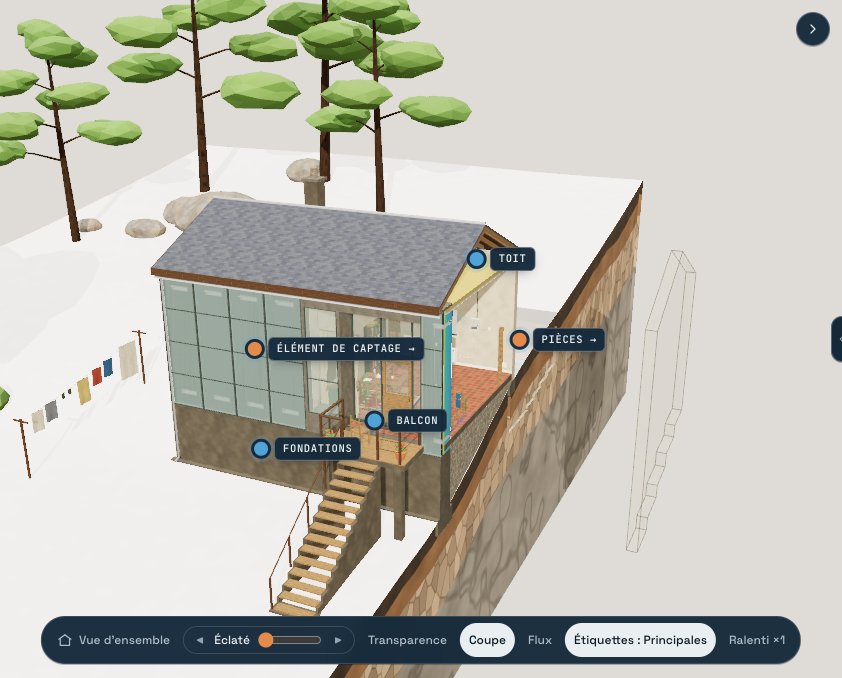 TOIT
PIÈCES →
ÉLÉMENT DE CAPTAGE →
BALCON
FONDATIONS
Vue d'ensemble
◄ Éclaté ►
Transparence
Coupe
Flux
Étiquettes : Principales
Ralenti ×1